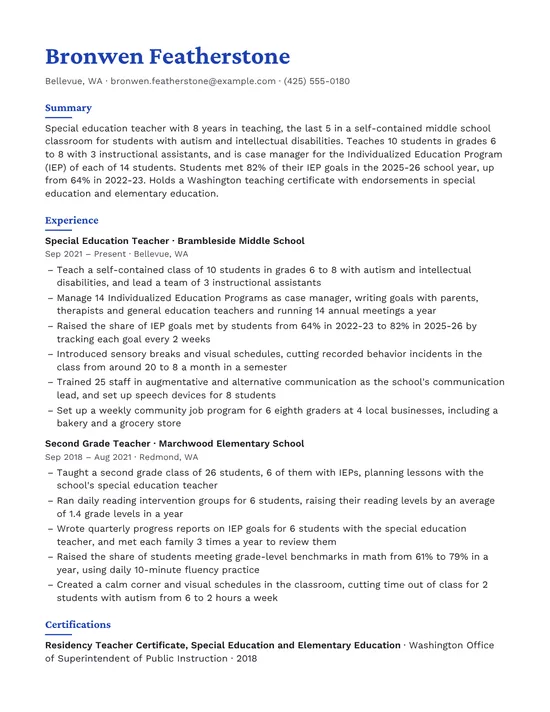 Bronwen Featherstone
Bellevue, WA · bronwen.featherstone@example.com · (425) 555-0180
Summary
Special education teacher with 8 years in teaching, the last 5 in a self-contained middle school
classroom for students with autism and intellectual disabilities. Teaches 10 students in grades 6
to 8 with 3 instructional assistants, and is case manager for the Individualized Education Program
(IEP) of each of 14 students. Students met 82% of their IEP goals in the 2025-26 school year, up
from 64% in 2022-23. Holds a Washington teaching certificate with endorsements in special
education and elementary education.
Experience
Special Education Teacher · Brambleside Middle School
Sep 2021 – Present · Bellevue, WA
– Teach a self-contained class of 10 students in grades 6 to 8 with autism and intellectual
disabilities, and lead a team of 3 instructional assistants
– Manage 14 Individualized Education Programs as case manager, writing goals with parents,
therapists and general education teachers and running 14 annual meetings a year
– Raised the share of IEP goals met by students from 64% in 2022-23 to 82% in 2025-26 by
tracking each goal every 2 weeks
– Introduced sensory breaks and visual schedules, cutting recorded behavior incidents in the
class from around 20 to 8 a month in a semester
– Trained 25 staff in augmentative and alternative communication as the school's communication
lead, and set up speech devices for 8 students
– Set up a weekly community job program for 6 eighth graders at 4 local businesses, including a
bakery and a grocery store
Second Grade Teacher · Marchwood Elementary School
Sep 2018 – Aug 2021 · Redmond, WA
– Taught a second grade class of 26 students, 6 of them with IEPs, planning lessons with the
school's special education teacher
– Ran daily reading intervention groups for 6 students, raising their reading levels by an average
of 1.4 grade levels in a year
– Wrote quarterly progress reports on IEP goals for 6 students with the special education
teacher, and met each family 3 times a year to review them
– Raised the share of students meeting grade-level benchmarks in math from 61% to 79% in a
year, using daily 10-minute fluency practice
– Created a calm corner and visual schedules in the classroom, cutting time out of class for 2
students with autism from 6 to 2 hours a week
Certifications
Residency Teacher Certificate, Special Education and Elementary Education · Washington Office
of Superintendent of Public Instruction · 2018